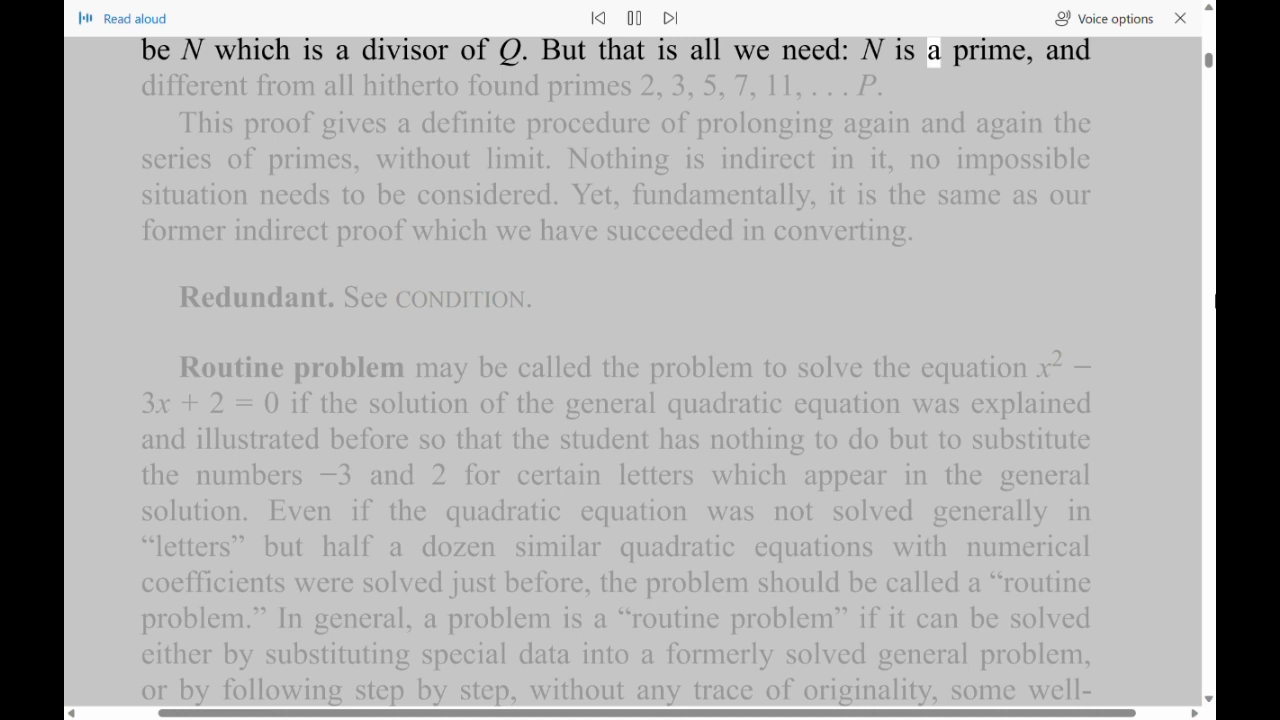 Read aloud
Voice options
be N which is a divisor of Q. But that is all we need: N is a prime, and
different from all hitherto found primes 2, 3, 5, 7, 11, . . . P.
This proof gives a definite procedure of prolonging again and again the
series of primes, without limit. Nothing is indirect in it, no impossible
situation needs to be considered. Yet, fundamentally, it is the same as our
former indirect proof which we have succeeded in converting.
Redundant. See CONDITION.
Routine problem may be called the problem to solve the equation x² −
3x + 2 = 0 if the solution of the general quadratic equation was explained
and illustrated before so that the student has nothing to do but to substitute
the numbers −3 and 2 for certain letters which appear in the general
solution. Even if the quadratic equation was not solved generally in
“letters” but half a dozen similar quadratic equations with numerical
coefficients were solved just before, the problem should be called a “routine
problem.” In general, a problem is a “routine problem” if it can be solved
either by substituting special data into a formerly solved general problem,
or by following step by step, without any trace of originality, some well-